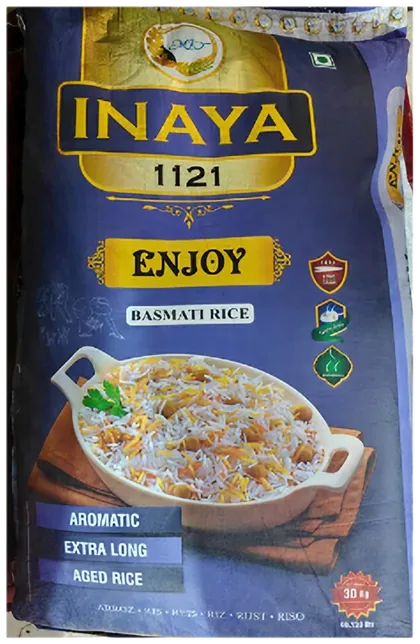 INAYA
1121
ENJOY
BASMATI RICE
AROMATIC
EXTRA LONG
AGED RICE
30 Kg